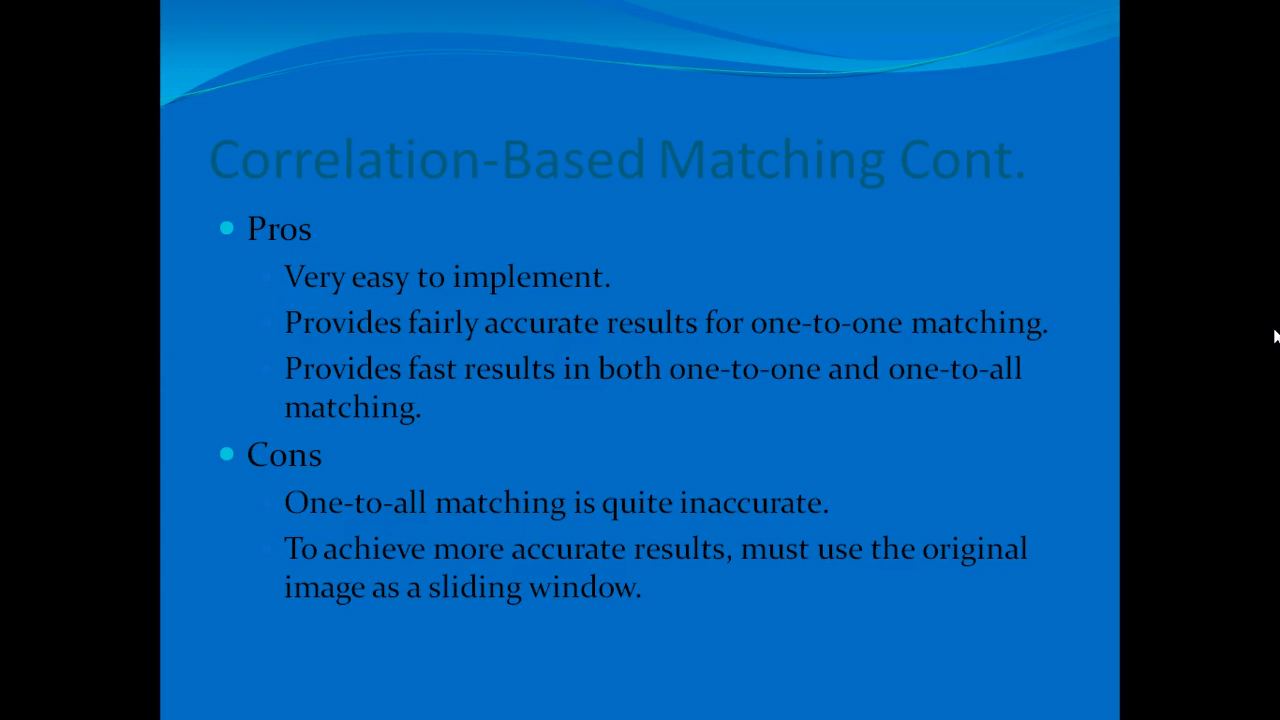 Correlation-Based Matching Cont.
Pros
Very easy to implement.
Provides fairly accurate results for one-to-one matching.
Provides fast results in both one-to-one and one-to-all
matching.
Cons
One-to-all matching is quite inaccurate.
To achieve more accurate results, must use the original
image as a sliding window.